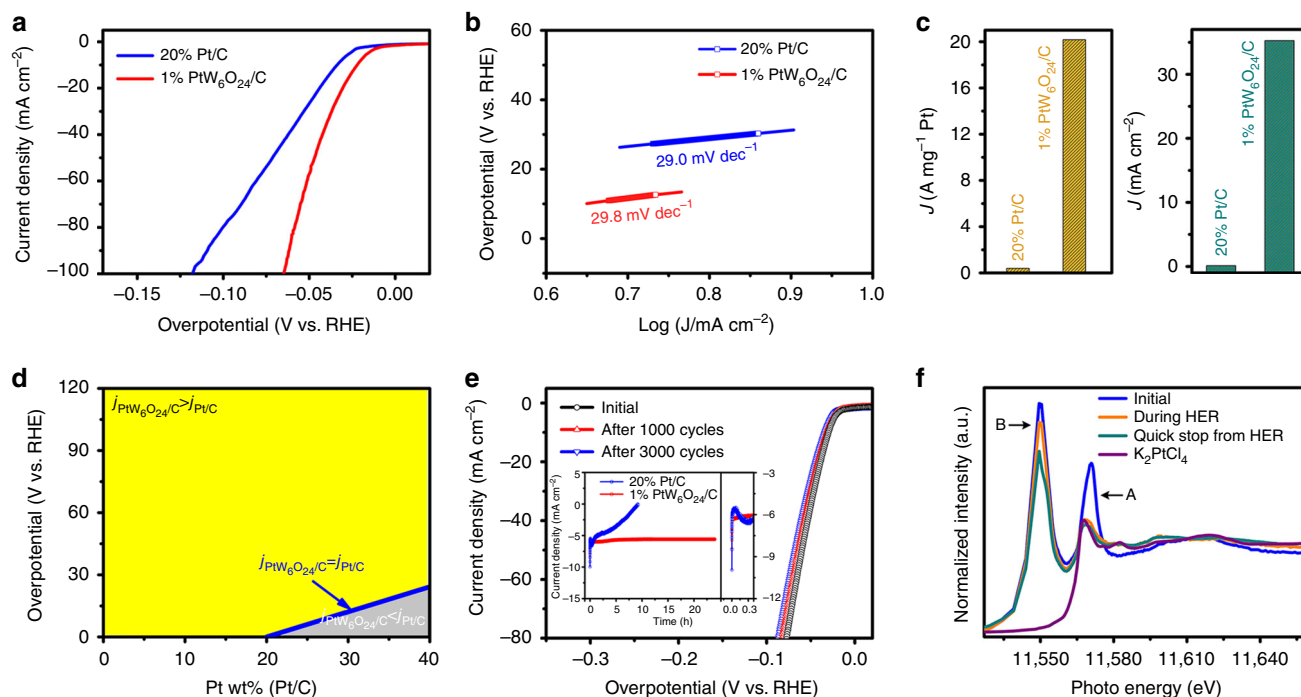 a
20% Pt/C
1% PtW6O24/C
0
−20
−40
−60
−80
−100
Current density (mA cm−2)
−0.15
−0.10
−0.05
0.00
Overpotential (V vs. RHE)
b
20% Pt/C
1% PtW6O24/C
60
40
20
0
Overpotential (V vs. RHE)
29.0 mV dec−1
29.8 mV dec−1
0.6
0.7
0.8
0.9
1.0
Log (J/mA cm−2)
c
20
16
12
8
4
0
J (A mg−1 Pt)
20% Pt/C
1% PtW6O24/C
30
20
10
0
J (mA cm−2)
20% Pt/C
1% PtW6O24/C
d
120
90
60
30
0
Overpotential (V vs. RHE)
jPtW6O24/C>jPt/C
jPtW6O24/C=jPt/C
jPtW6O24/C<jPt/C
0
10
20
30
40
Pt wt% (Pt/C)
e
Initial
After 1000 cycles
After 3000 cycles
0
−10
−20
−30
−40
−50
−60
−70
−80
Current density (mA cm−2)
20% Pt/C
1% PtW6O24/C
5
0
−5
−10
−15
Current density (mA cm−2)
0
5
10
15
20
0.0
0.3
Time (h)
−3
−6
−9
−12
−0.3
−0.2
−0.1
0.0
Overpotential (V vs. RHE)
f
Initial
During HER
Quick stop from HER
K2PtCl4
B
A
Normalized intensity (a.u.)
11,550
11,580
11,610
11,640
Photo energy (eV)